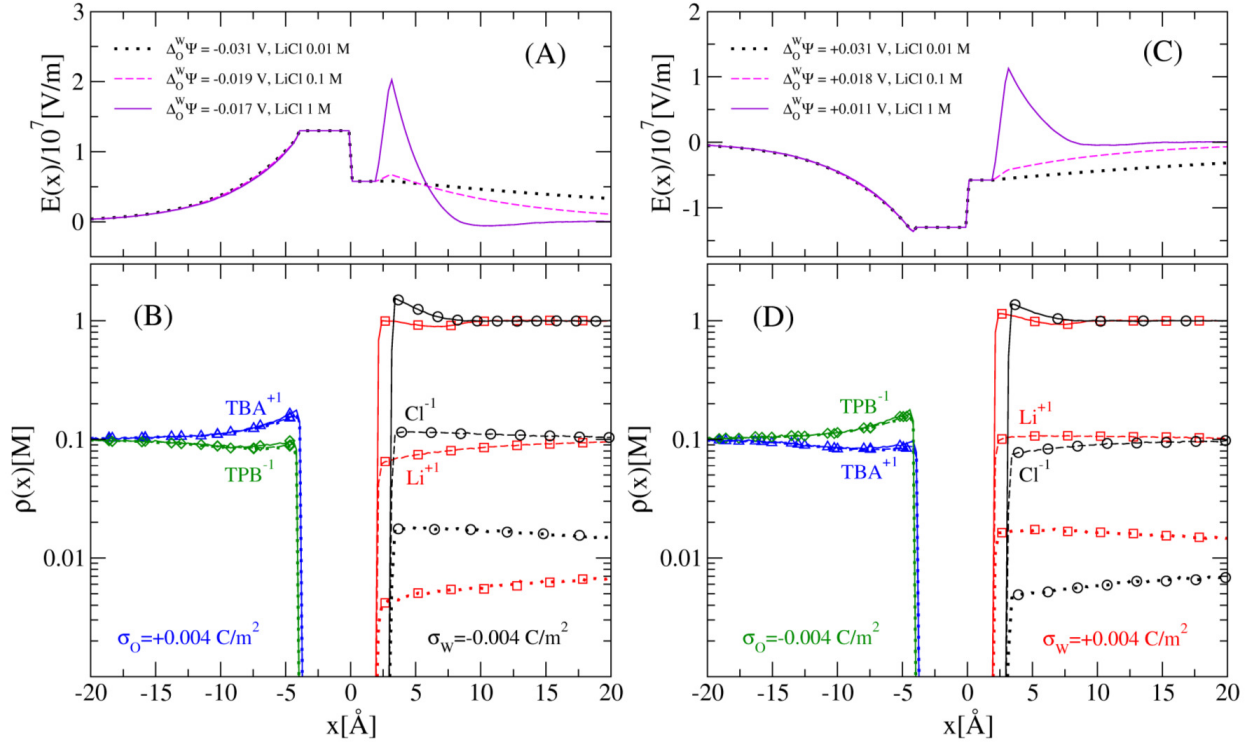 (A)
Δ_O^W Ψ = -0.031 V, LiCl 0.01 M
Δ_O^W Ψ = -0.019 V, LiCl 0.1 M
Δ_O^W Ψ = -0.017 V, LiCl 1 M
E(x)/10^7[V/m]
3
2
1
0
(C)
Δ_O^W Ψ = +0.031 V, LiCl 0.01 M
Δ_O^W Ψ = +0.018 V, LiCl 0.1 M
Δ_O^W Ψ = +0.011 V, LiCl 1 M
E(x)/10^7[V/m]
2
1
0
-1
(B)
ρ(x)[M]
1
0.1
0.01
TBA^{+1}
TPB^{-1}
Cl^{-1}
Li^{+1}
σ_O=+0.004 C/m^2
σ_W=-0.004 C/m^2
-20 -15 -10 -5 0 5 10 15 20
x[Å]
(D)
ρ(x)[M]
1
0.1
0.01
TPB^{-1}
TBA^{+1}
Li^{+1}
Cl^{-1}
σ_O=-0.004 C/m^2
σ_W=+0.004 C/m^2
-20 -15 -10 -5 0 5 10 15 20
x[Å]